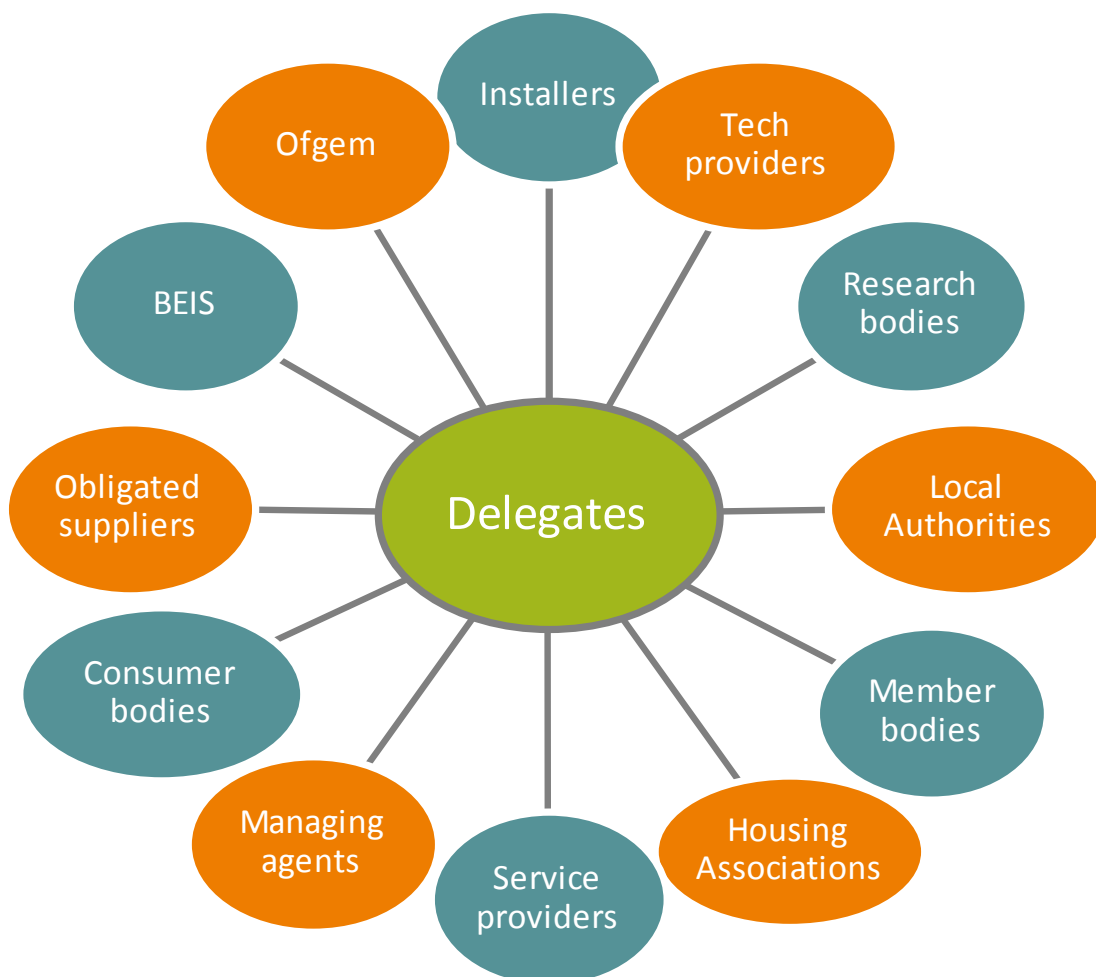 Installers
Tech
providers
Research
bodies
Local
Authorities
Member
bodies
Housing
Associations
Service
providers
Managing
agents
Consumer
bodies
Obligated
suppliers
BEIS
Ofgem
Delegates